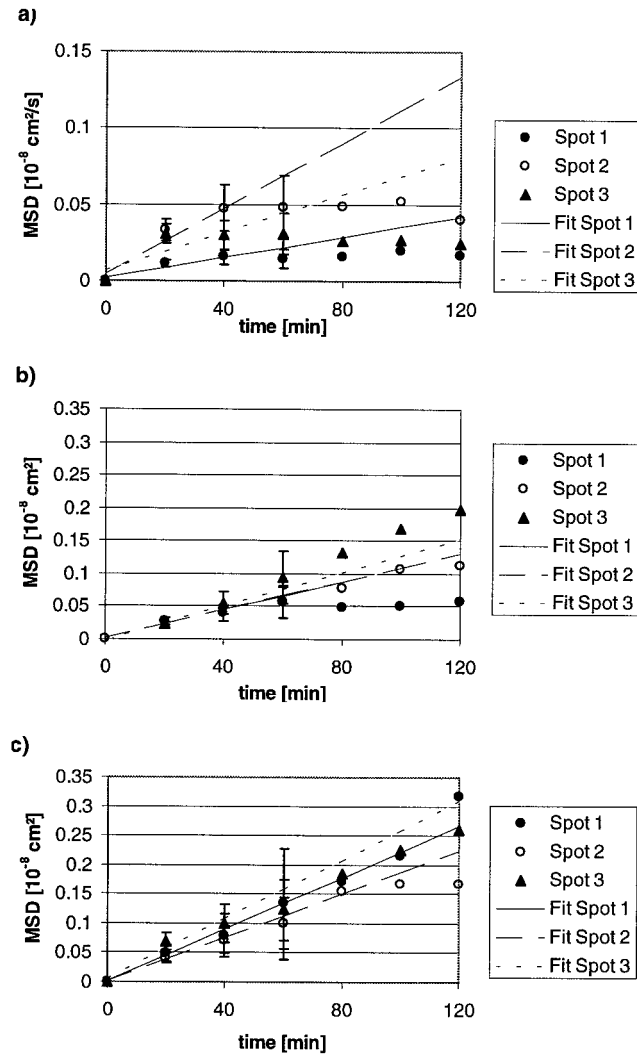 a)
0.15
0.1
0.05
0
MSD [10⁻⁸ cm²/s]
0 40 80 120
time [min]
Spot 1
Spot 2
Spot 3
Fit Spot 1
Fit Spot 2
Fit Spot 3
b)
0.35
0.3
0.25
0.2
0.15
0.1
0.05
0
MSD [10⁻⁸ cm²]
0 40 80 120
time [min]
Spot 1
Spot 2
Spot 3
Fit Spot 1
Fit Spot 2
Fit Spot 3
c)
0.35
0.3
0.25
0.2
0.15
0.1
0.05
0
MSD [10⁻⁸ cm²]
0 40 80 120
time [min]
Spot 1
Spot 2
Spot 3
Fit Spot 1
Fit Spot 2
Fit Spot 3